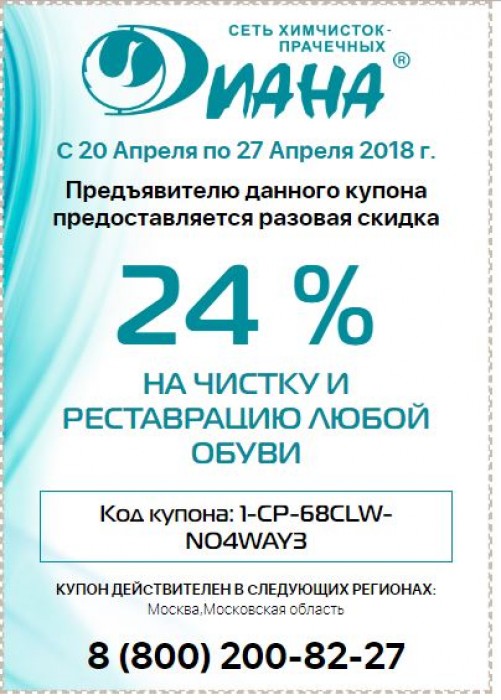 СЕТЬ ХИМЧИСТОК-
ПРАЧЕЧНЫХ
ДИАНА®
С 20 Апреля по 27 Апреля 2018 г.
Предъявителю данного купона
предоставляется разовая скидка
24 %
НА ЧИСТКУ И
РЕСТАВРАЦИЮ ЛЮБОЙ
ОБУВИ
Код купона: 1-CP-68CLW-
NO4WAY3
КУПОН ДЕЙСТВИТЕЛЕН В СЛЕДУЮЩИХ РЕГИОНАХ:
Москва,Московская область
8 (800) 200-82-27